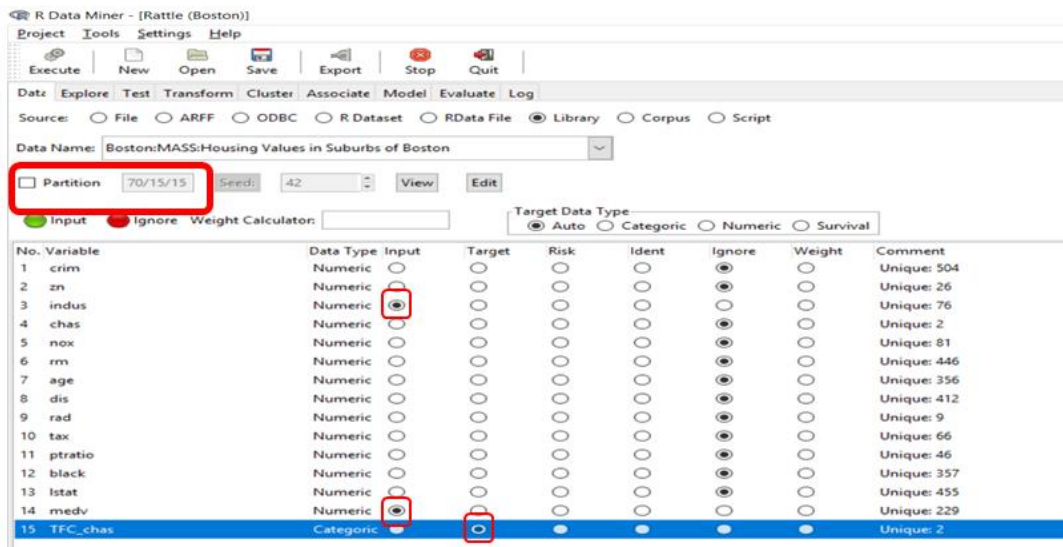 R Data Miner - [Rattle (Boston)]
Project Tools Settings Help
Execute New Open Save Export Stop Quit
Data Explore Test Transform Cluster Associate Model Evaluate Log
Source: File ARFF ODBC R Dataset RData File Library Corpus Script
Data Name: Boston:MASS:Housing Values in Suburbs of Boston
Partition 70/15/15 Seed: 42 View Edit
Input Ignore Weight Calculator: Target Data Type
Auto Categoric Numeric Survival
No. Variable Data Type Input Target Risk Ident Ignore Weight Comment
1 crim Numeric Unique: 504
2 zn Numeric Unique: 26
3 indus Numeric Unique: 76
4 chas Numeric Unique: 2
5 nox Numeric Unique: 81
6 rm Numeric Unique: 446
7 age Numeric Unique: 356
8 dis Numeric Unique: 412
9 rad Numeric Unique: 9
10 tax Numeric Unique: 66
11 ptratio Numeric Unique: 46
12 black Numeric Unique: 357
13 lstat Numeric Unique: 455
14 medv Numeric Unique: 229
15 TFC_chas Categoric Unique: 2